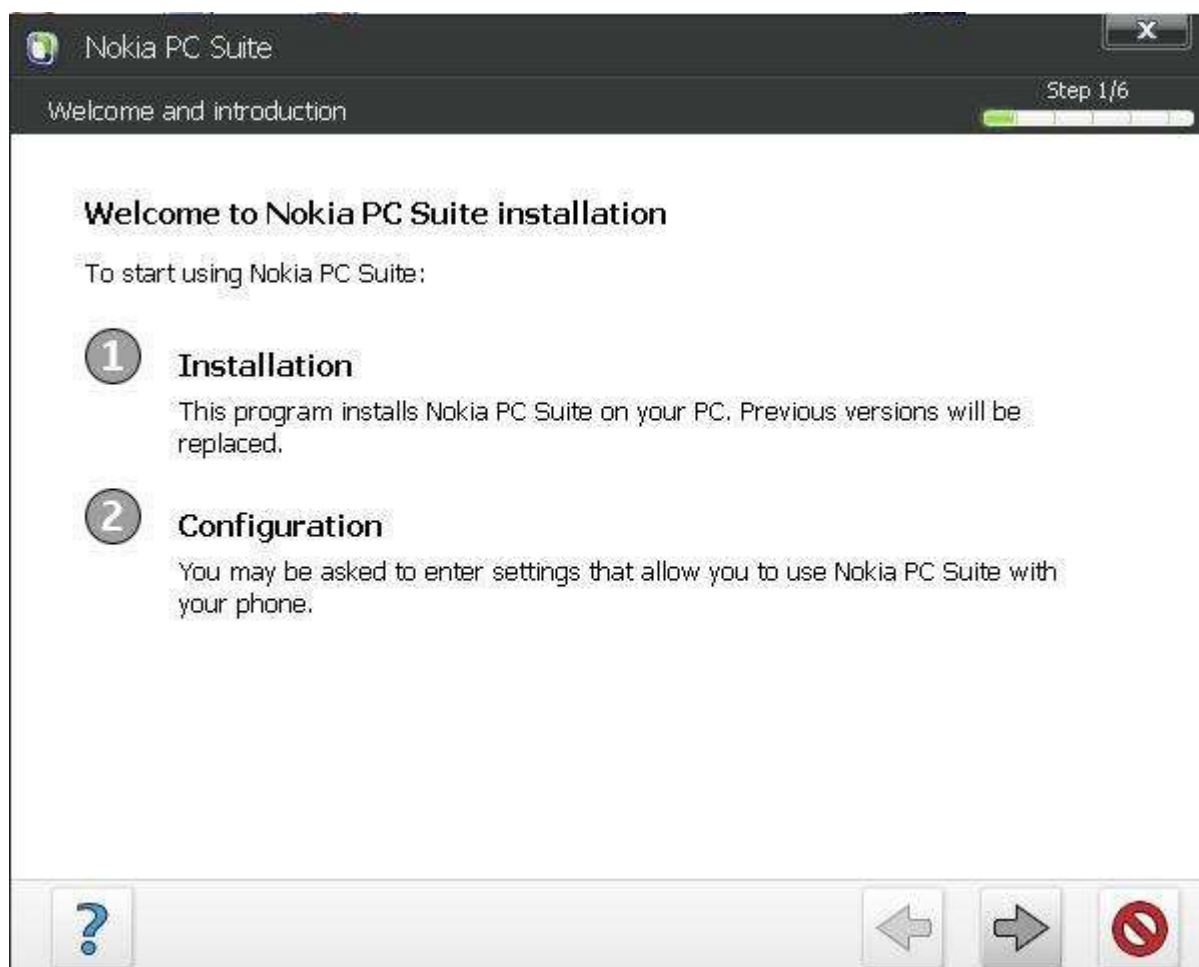 Nokia PC Suite
x
Welcome and introduction
Step 1/6
Welcome to Nokia PC Suite installation
To start using Nokia PC Suite:
1
Installation
This program installs Nokia PC Suite on your PC. Previous versions will be
replaced.
2
Configuration
You may be asked to enter settings that allow you to use Nokia PC Suite with
your phone.
?